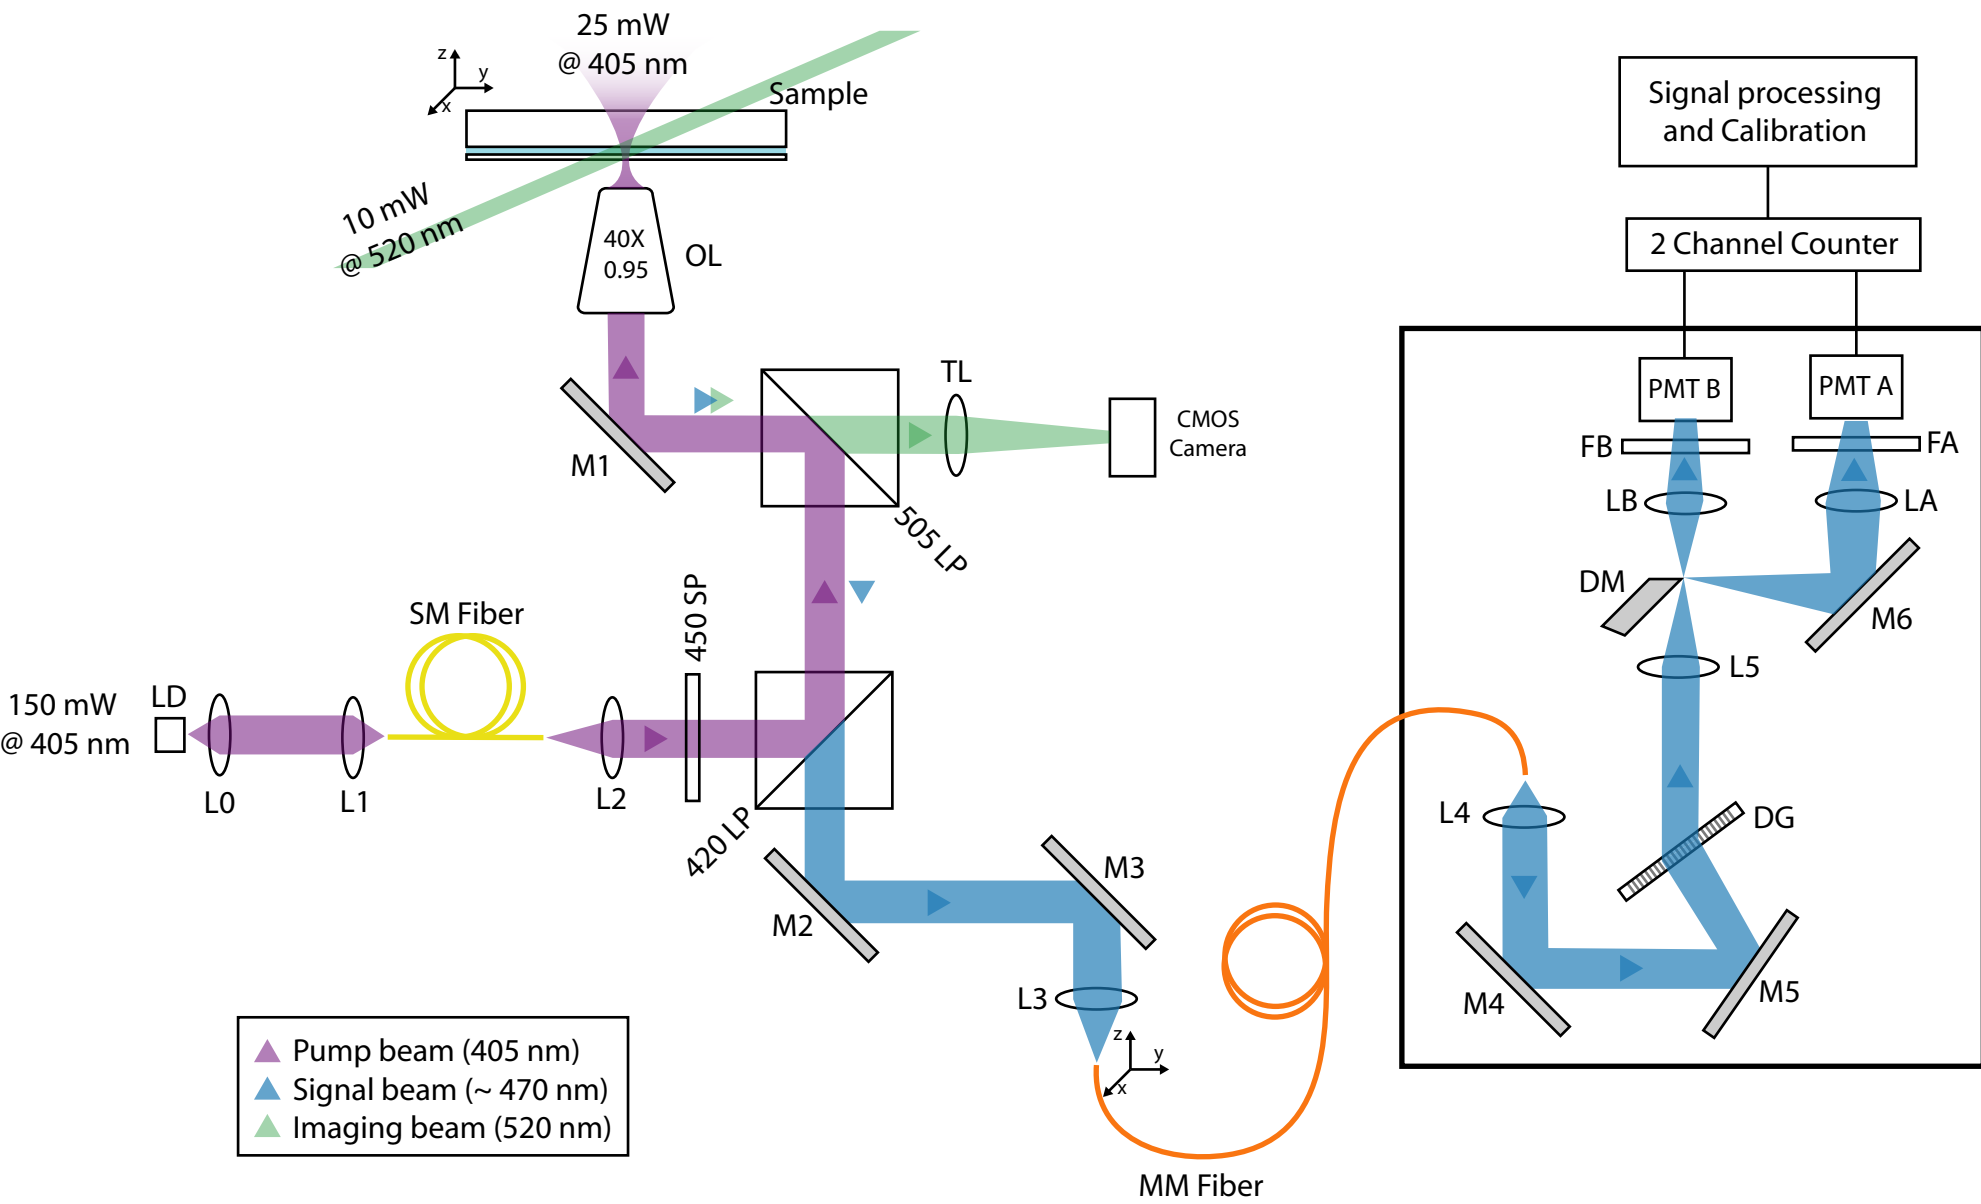 25 mW
@ 405 nm
z
y
x
Sample
10 mW
@ 520 nm
40X
0.95
OL
M1
TL
CMOS
Camera
505 LP
SM Fiber
450 SP
150 mW
@ 405 nm
LD
L0
L1
L2
420 LP
M2
M3
L3
z
y
x
MM Fiber
Pump beam (405 nm)
Signal beam (~ 470 nm)
Imaging beam (520 nm)
Signal processing
and Calibration
2 Channel Counter
PMT B
PMT A
FB
FA
LB
LA
DM
M6
L5
L4
DG
M4
M5